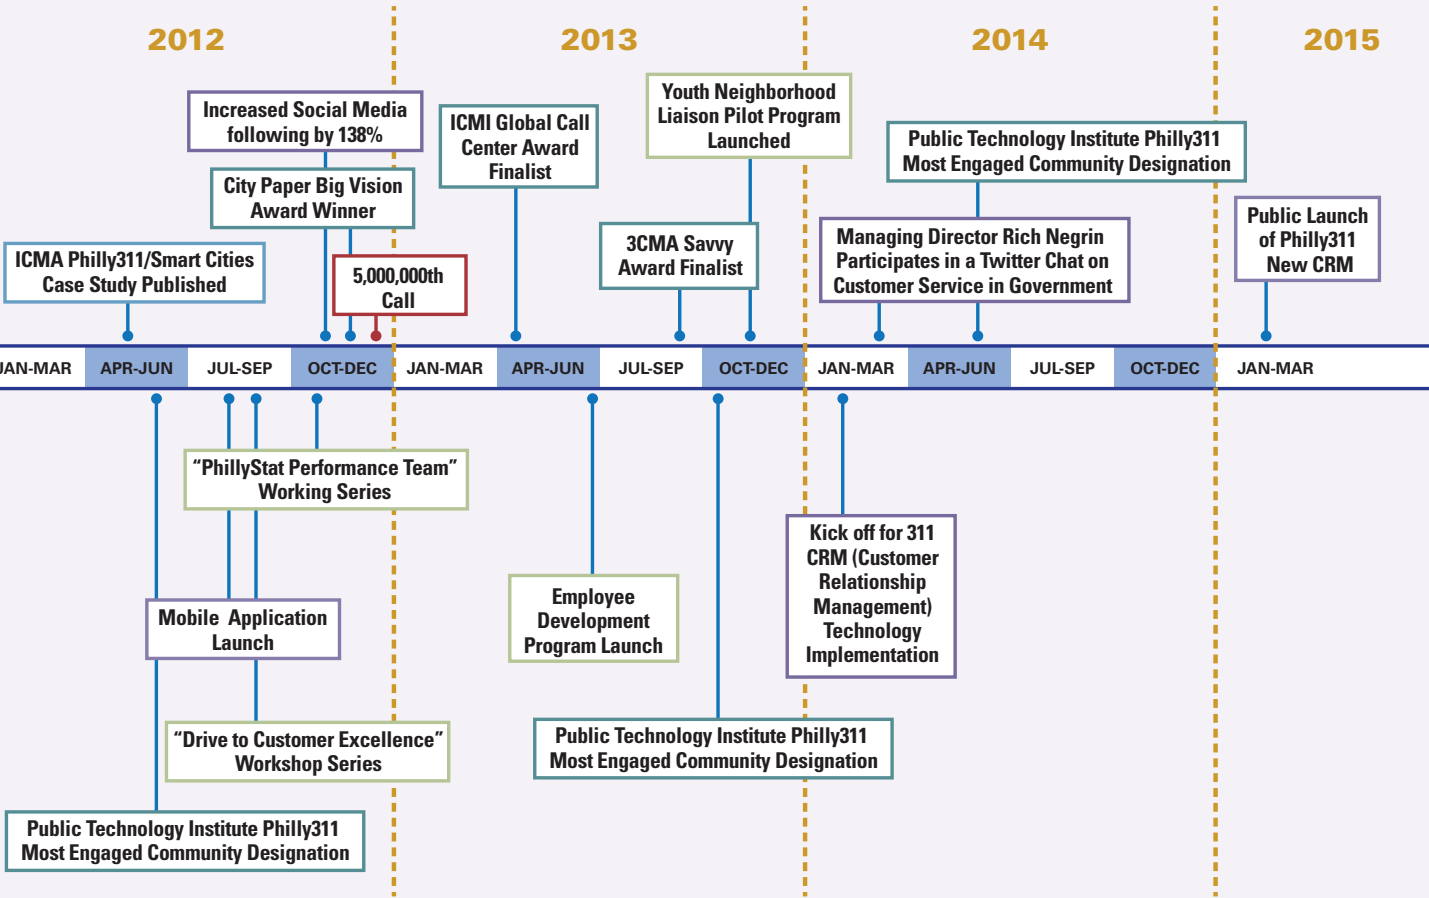 2012
2013
2014
2015
Increased Social Media
following by 138%
City Paper Big Vision
Award Winner
ICMA Philly311/Smart Cities
Case Study Published
5,000,000th
Call
ICMI Global Call
Center Award
Finalist
Youth Neighborhood
Liaison Pilot Program
Launched
3CMA Savvy
Award Finalist
Public Technology Institute Philly311
Most Engaged Community Designation
Managing Director Rich Negrin
Participates in a Twitter Chat on
Customer Service in Government
Public Launch
of Philly311
New CRM
JAN-MAR APR-JUN JUL-SEP OCT-DEC JAN-MAR APR-JUN JUL-SEP OCT-DEC JAN-MAR APR-JUN JUL-SEP OCT-DEC JAN-MAR
“PhillyStat Performance Team”
Working Series
Mobile Application
Launch
“Drive to Customer Excellence”
Workshop Series
Public Technology Institute Philly311
Most Engaged Community Designation
Employee
Development
Program Launch
Public Technology Institute Philly311
Most Engaged Community Designation
Kick off for 311
CRM (Customer
Relationship
Management)
Technology
Implementation